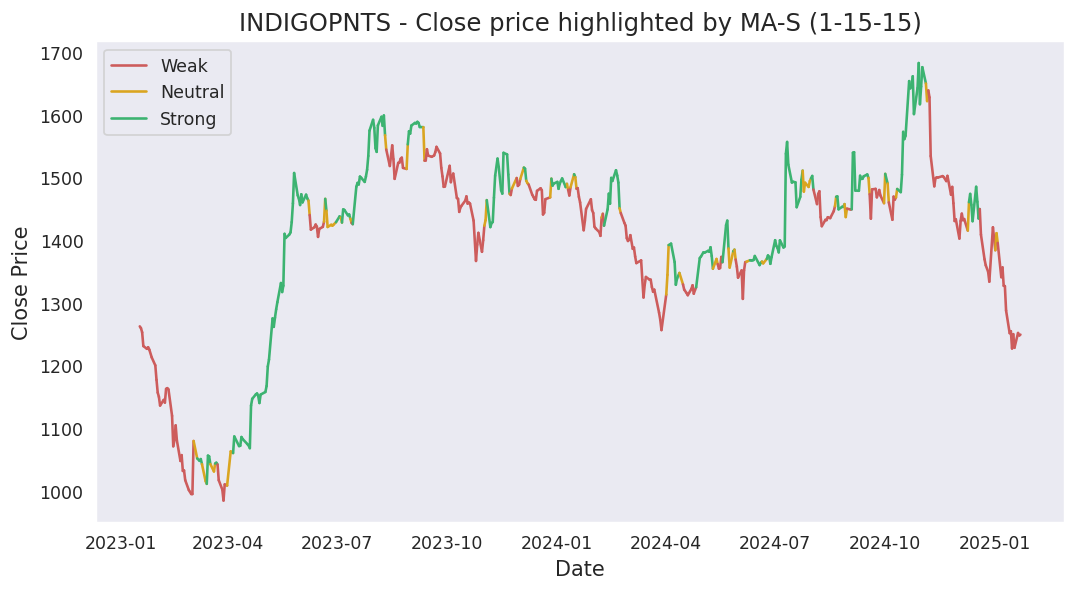 INDIGOPNTS - Close price highlighted by MA-S (1-15-15)
Weak
Neutral
Strong
Close Price
1700
1600
1500
1400
1300
1200
1100
1000
2023-01 2023-04 2023-07 2023-10 2024-01 2024-04 2024-07 2024-10 2025-01
Date